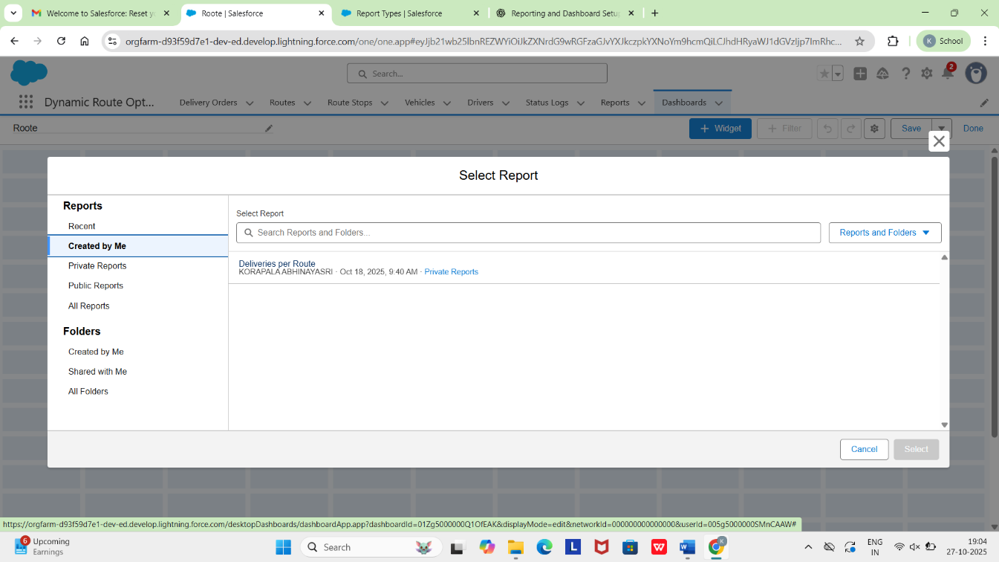 Welcome to Salesforce: Reset yo
Roote | Salesforce
Report Types | Salesforce
Reporting and Dashboard Setup
orgfarm-d93f59d7e1-dev-ed.develop.lightning.force.com/one/one.app#eyJjb21wb25lbnREZWYiOiJkZXNrdG9wRGFzaGJvYXJkczpkYXNoYm9hcmQiLCJhdHRyaWJ1dGVzIjp7ImRhc...
K
School
Search...
2
Dynamic Route Opt...
Delivery Orders
Routes
Route Stops
Vehicles
Drivers
Status Logs
Reports
Dashboards
Roote
+ Widget
+ Filter
Save
Done
Select Report
Reports
Recent
Created by Me
Private Reports
Public Reports
All Reports
Folders
Created by Me
Shared with Me
All Folders
Select Report
Search Reports and Folders...
Reports and Folders
Deliveries per Route
KORAPALA ABHINAYASRI · Oct 18, 2025, 9:40 AM · Private Reports
Cancel
Select
https://orgfarm-d93f59d7e1-dev-ed.develop.lightning.force.com/desktopDashboards/dashboardApp.app?dashboardId=01Zg5000000Q1OfEAK&displayMode=edit&networkId=000000000000000&userId=005g5000000SMnCAAW#
6
Upcoming
Earnings
Search
L
W
W
K
ENG
IN
19:04
27-10-2025